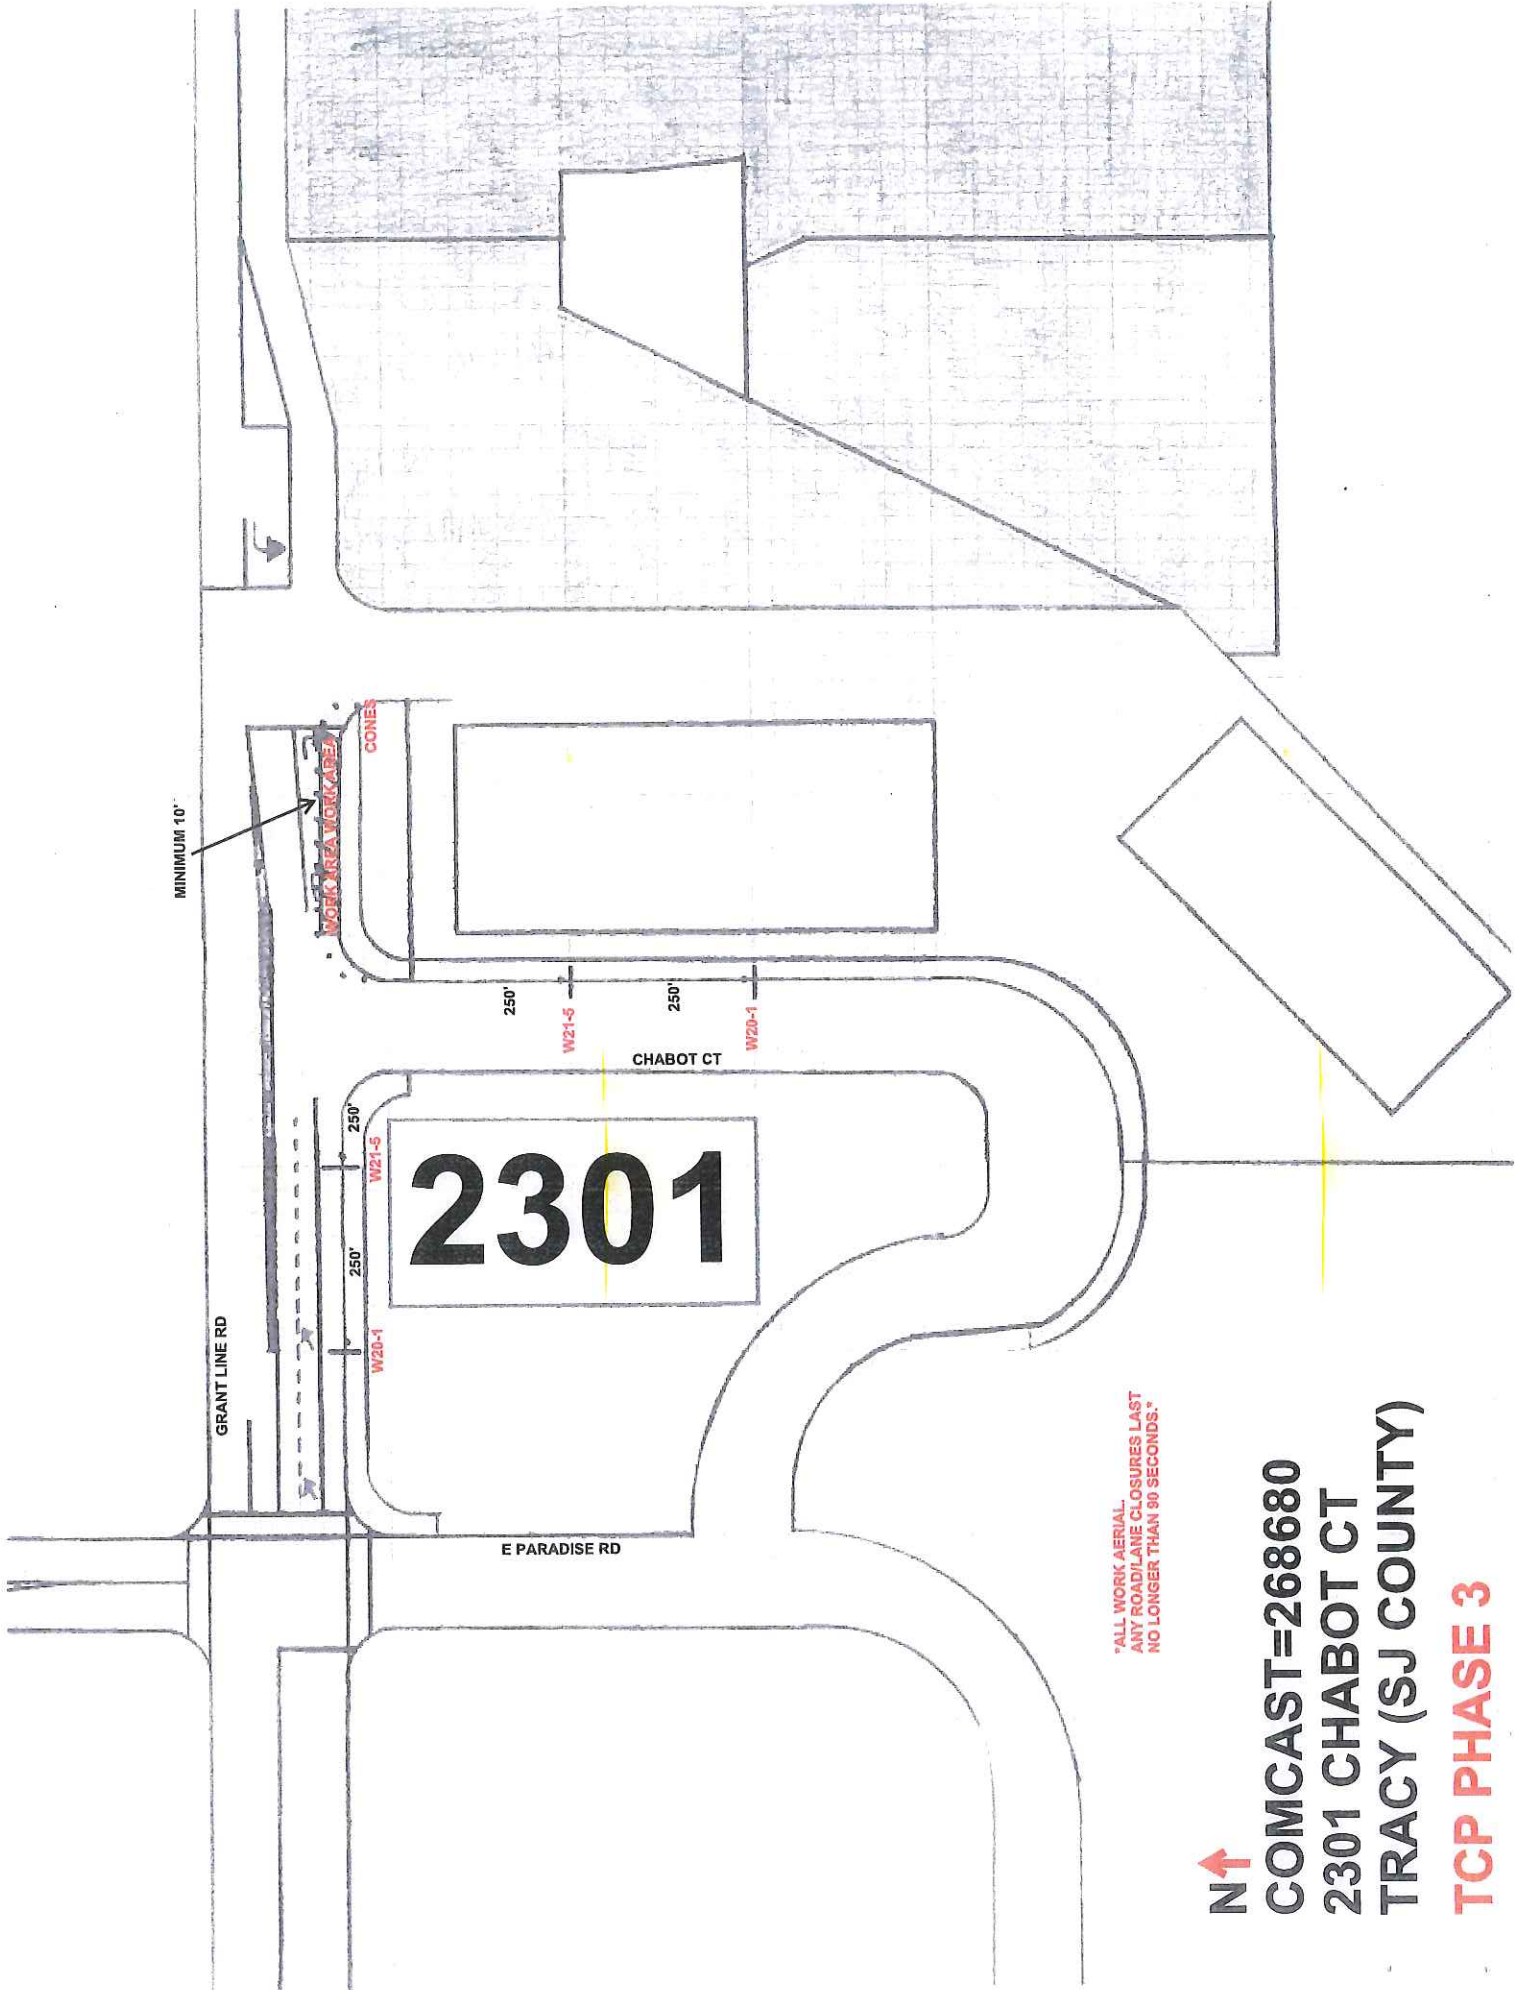 MINIMUM 10'
GRANT LINE RD
WORK AREA WORK AREA
CONES
250'
W21-5
250'
W20-1
250'
W21-5
250'
W20-1
CHABOT CT
2301
E PARADISE RD
"ALL WORK AERIAL.
ANY ROAD/LANE CLOSURES LAST
NO LONGER THAN 90 SECONDS."
N
COMCAST=268680
2301 CHABOT CT
TRACY (SJ COUNTY)
TCP PHASE 3